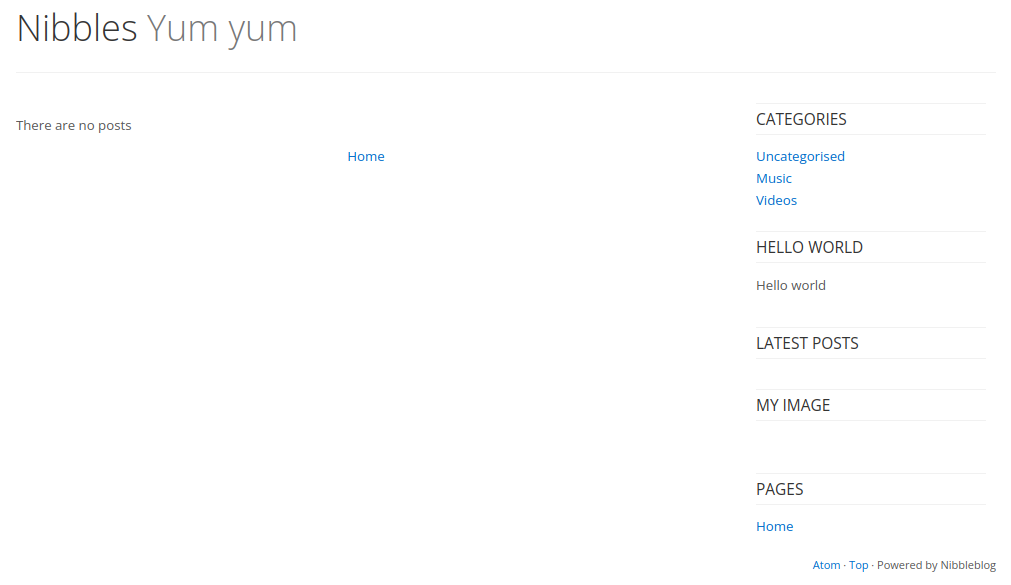 Nibbles Yum yum
There are no posts
Home
CATEGORIES
Uncategorised
Music
Videos
HELLO WORLD
Hello world
LATEST POSTS
MY IMAGE
PAGES
Home
Atom · Top · Powered by Nibbleblog